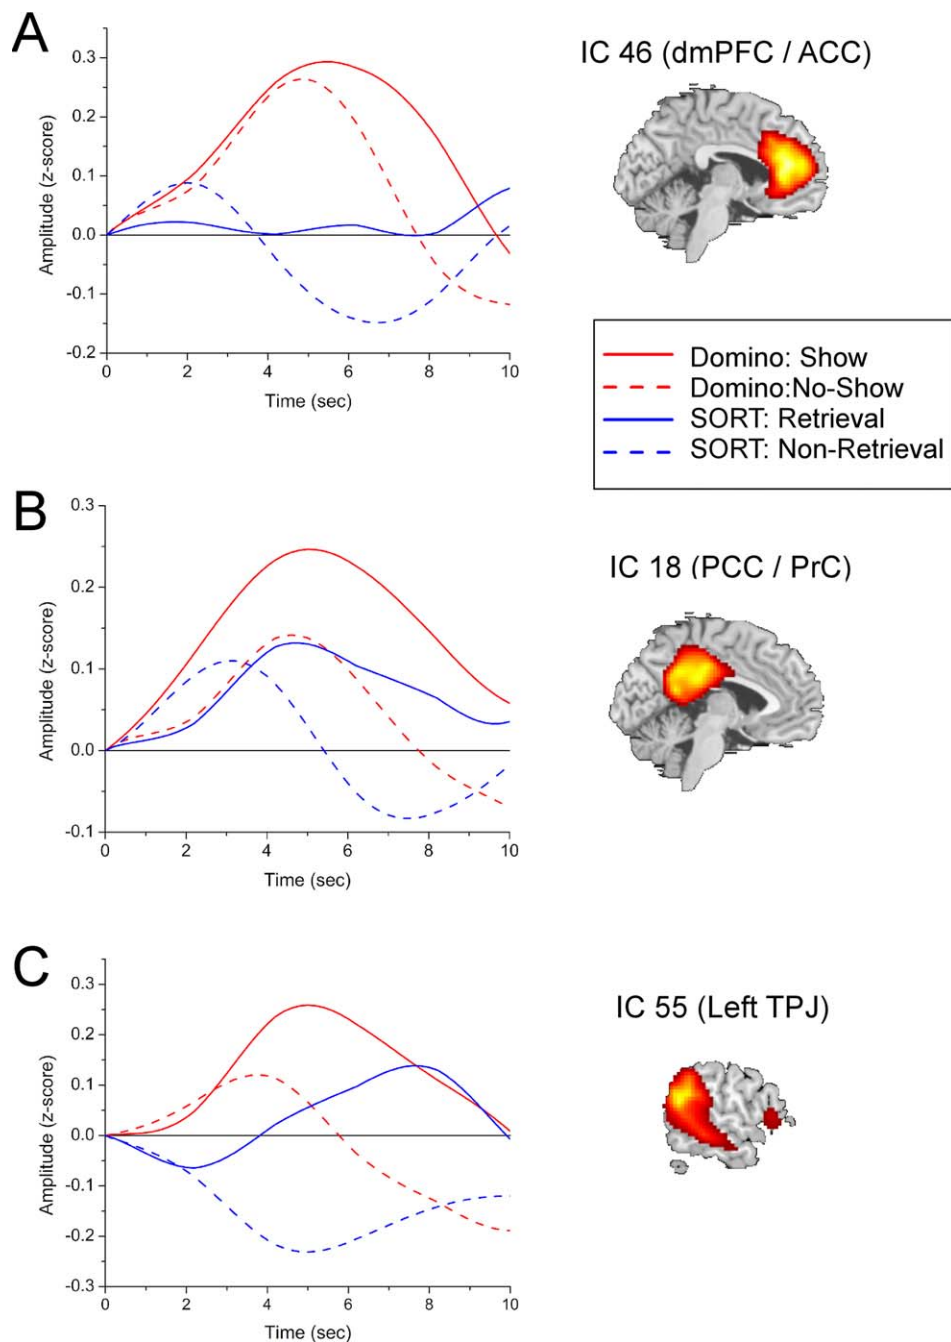 A
IC 46 (dmPFC / ACC)
Amplitude (z-score)
0.3
0.2
0.1
0.0
-0.1
-0.2
0 2 4 6 8 10
Time (sec)
Domino: Show
Domino:No-Show
SORT: Retrieval
SORT: Non-Retrieval
B
IC 18 (PCC / PrC)
Amplitude (z-score)
0.3
0.2
0.1
0.0
-0.1
0 2 4 6 8 10
Time (sec)
C
IC 55 (Left TPJ)
Amplitude (z-score)
0.3
0.2
0.1
0.0
-0.1
-0.2
-0.3
0 2 4 6 8 10
Time (sec)